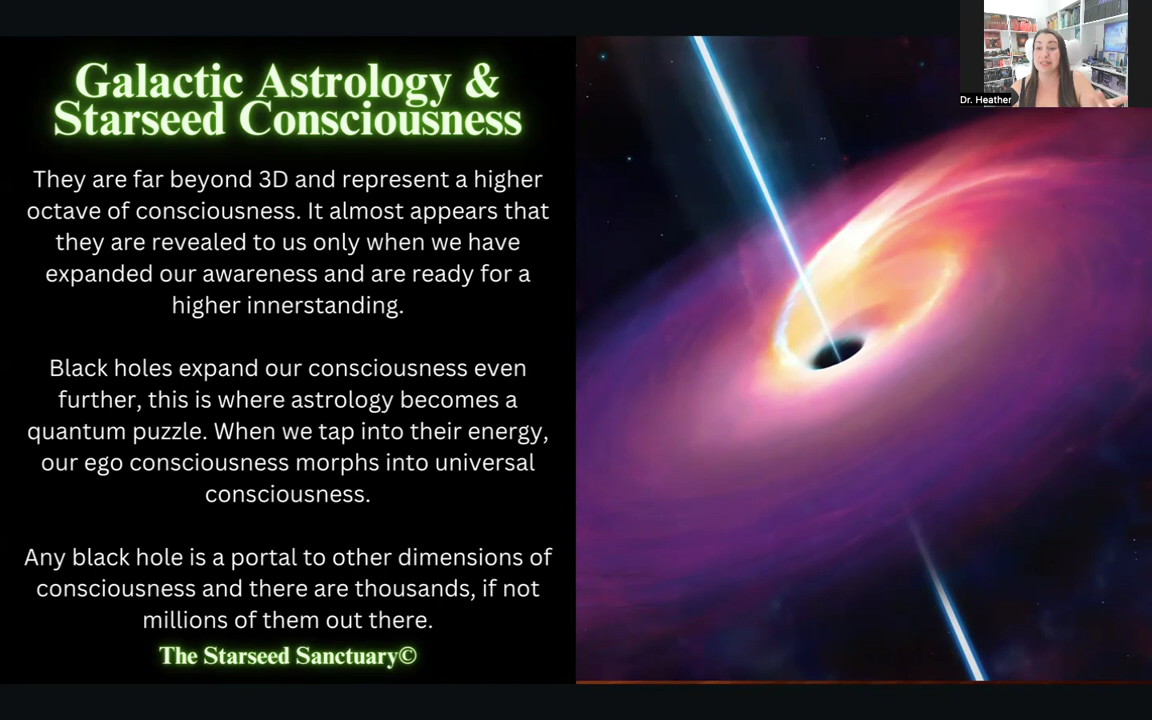 Galactic Astrology &
Starseed Consciousness
They are far beyond 3D and represent a higher
octave of consciousness. It almost appears that
they are revealed to us only when we have
expanded our awareness and are ready for a
higher innerstanding.
Black holes expand our consciousness even
further, this is where astrology becomes a
quantum puzzle. When we tap into their energy,
our ego consciousness morphs into universal
consciousness.
Any black hole is a portal to other dimensions of
consciousness and there are thousands, if not
millions of them out there.
The Starseed Sanctuary©
Dr. Heather